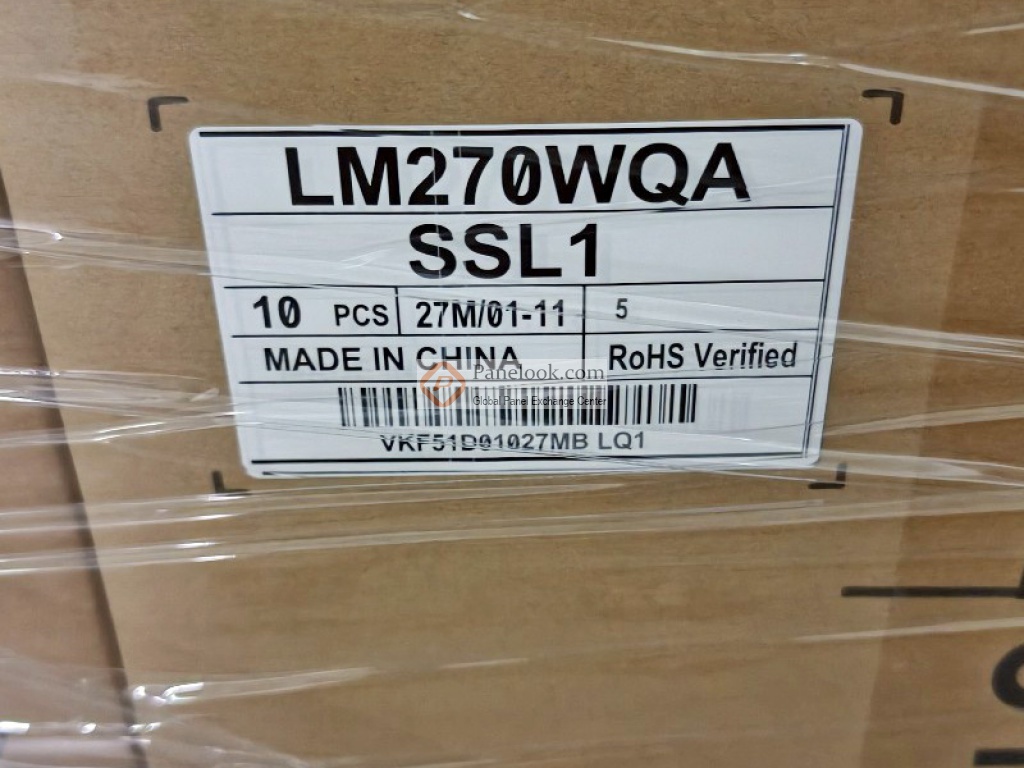 LM270WQA
SSL1
10 PCS 27M/01-11 5
MADE IN CHINA RoHS Verified
Panelook.com
Global Panel Exchange Center
VKF51D01027MB LQ1